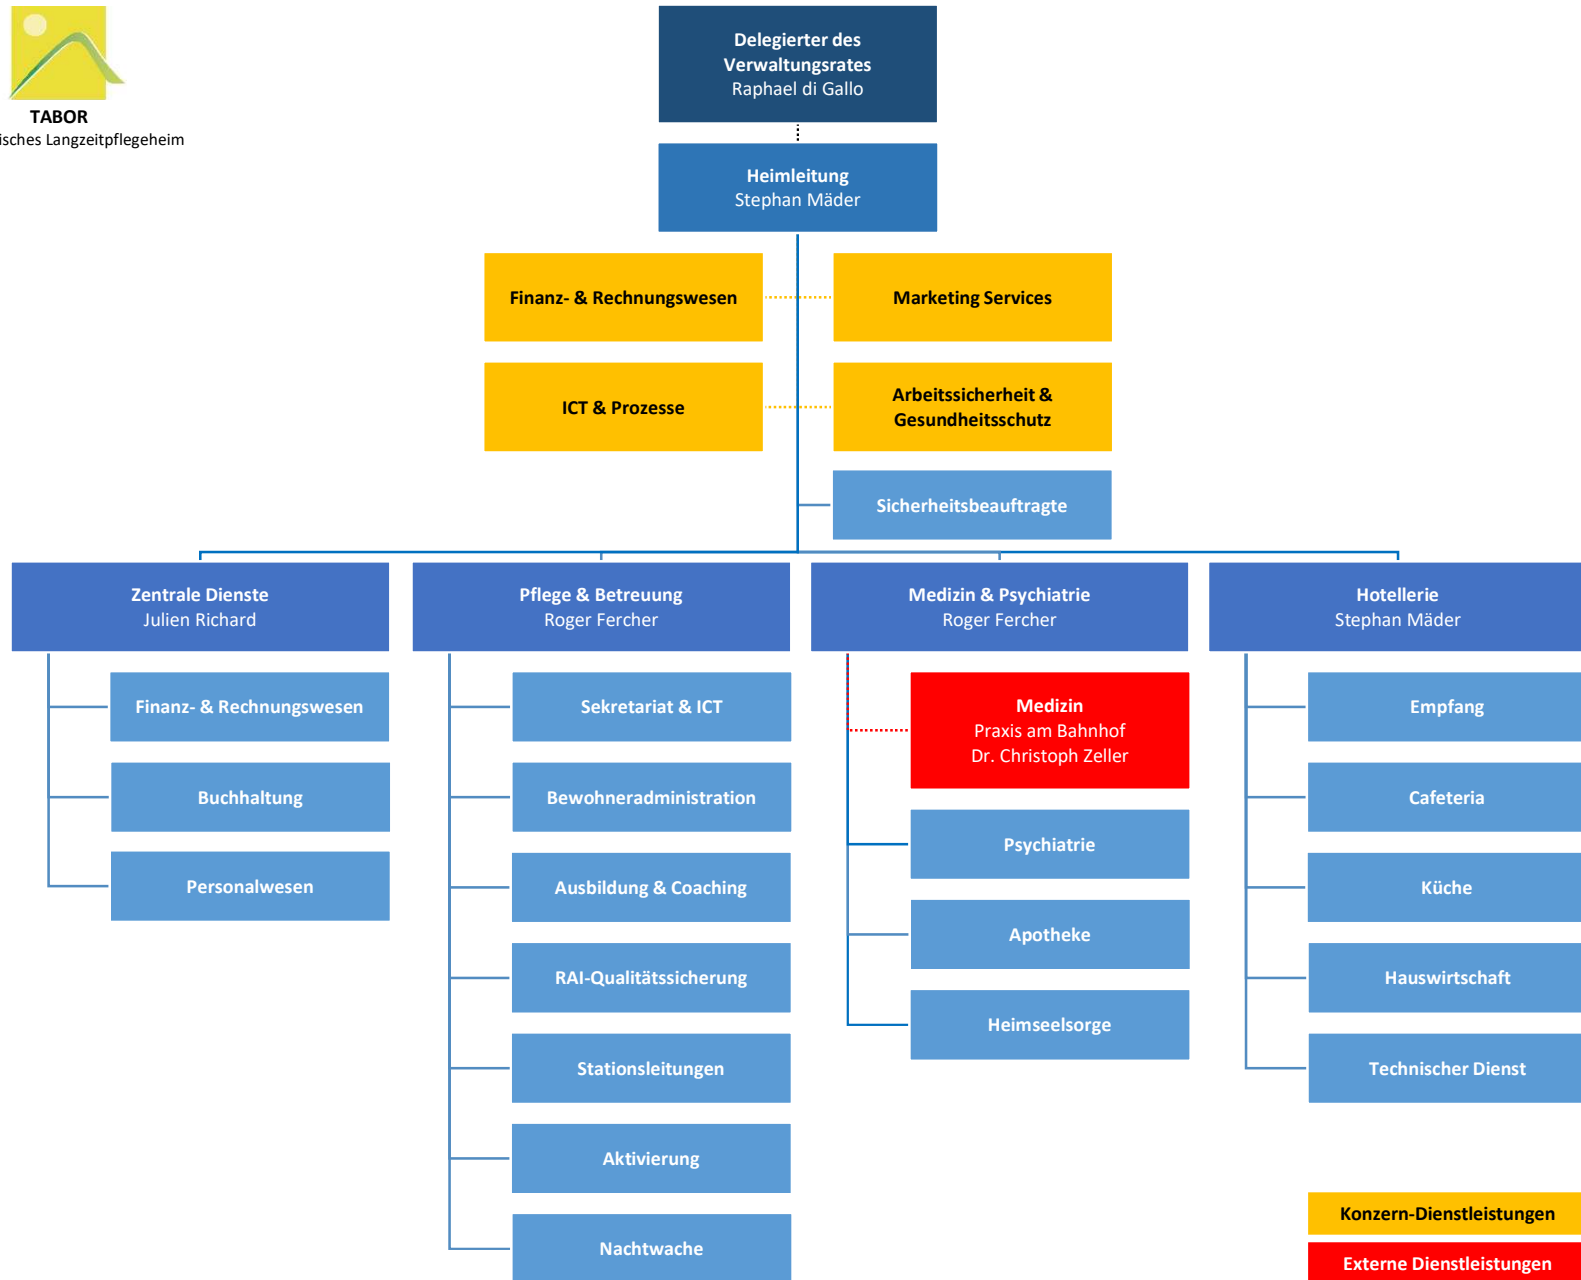 TABOR
isches Langzeitpflegeheim
Delegierter des
Verwaltungsrates
Raphael di Gallo
Heimleitung
Stephan Mäder
Finanz- & Rechnungswesen
Marketing Services
ICT & Prozesse
Arbeitssicherheit &
Gesundheitsschutz
Sicherheitsbeauftragte
Zentrale Dienste
Julien Richard
Finanz- & Rechnungswesen
Buchhaltung
Personalwesen
Pflege & Betreuung
Roger Fercher
Sekretariat & ICT
Bewohneradministration
Ausbildung & Coaching
RAI-Qualitätssicherung
Stationsleitungen
Aktivierung
Nachtwache
Medizin & Psychiatrie
Roger Fercher
Medizin
Praxis am Bahnhof
Dr. Christoph Zeller
Psychiatrie
Apotheke
Heimseelsorge
Hotellerie
Stephan Mäder
Empfang
Cafeteria
Küche
Hauswirtschaft
Technischer Dienst
Konzern-Dienstleistungen
Externe Dienstleistungen